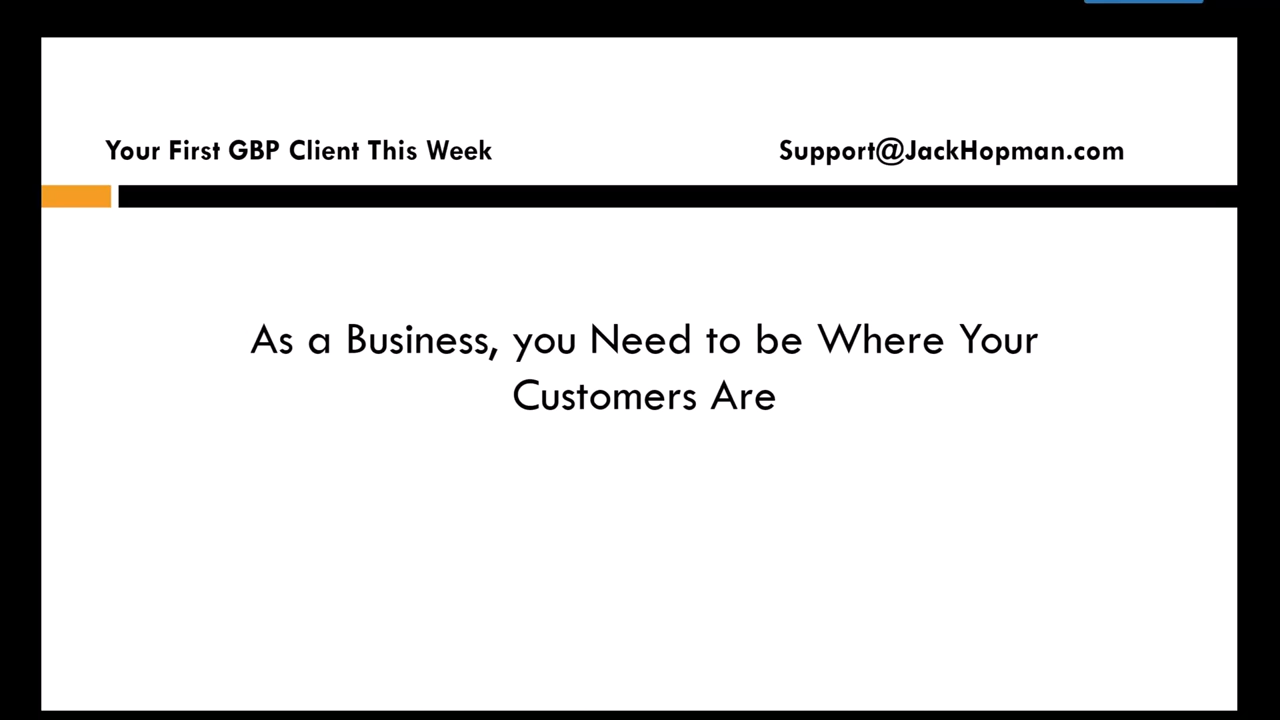 Your First GBP Client This Week
Support@JackHopman.com
As a Business, you Need to be Where Your
Customers Are